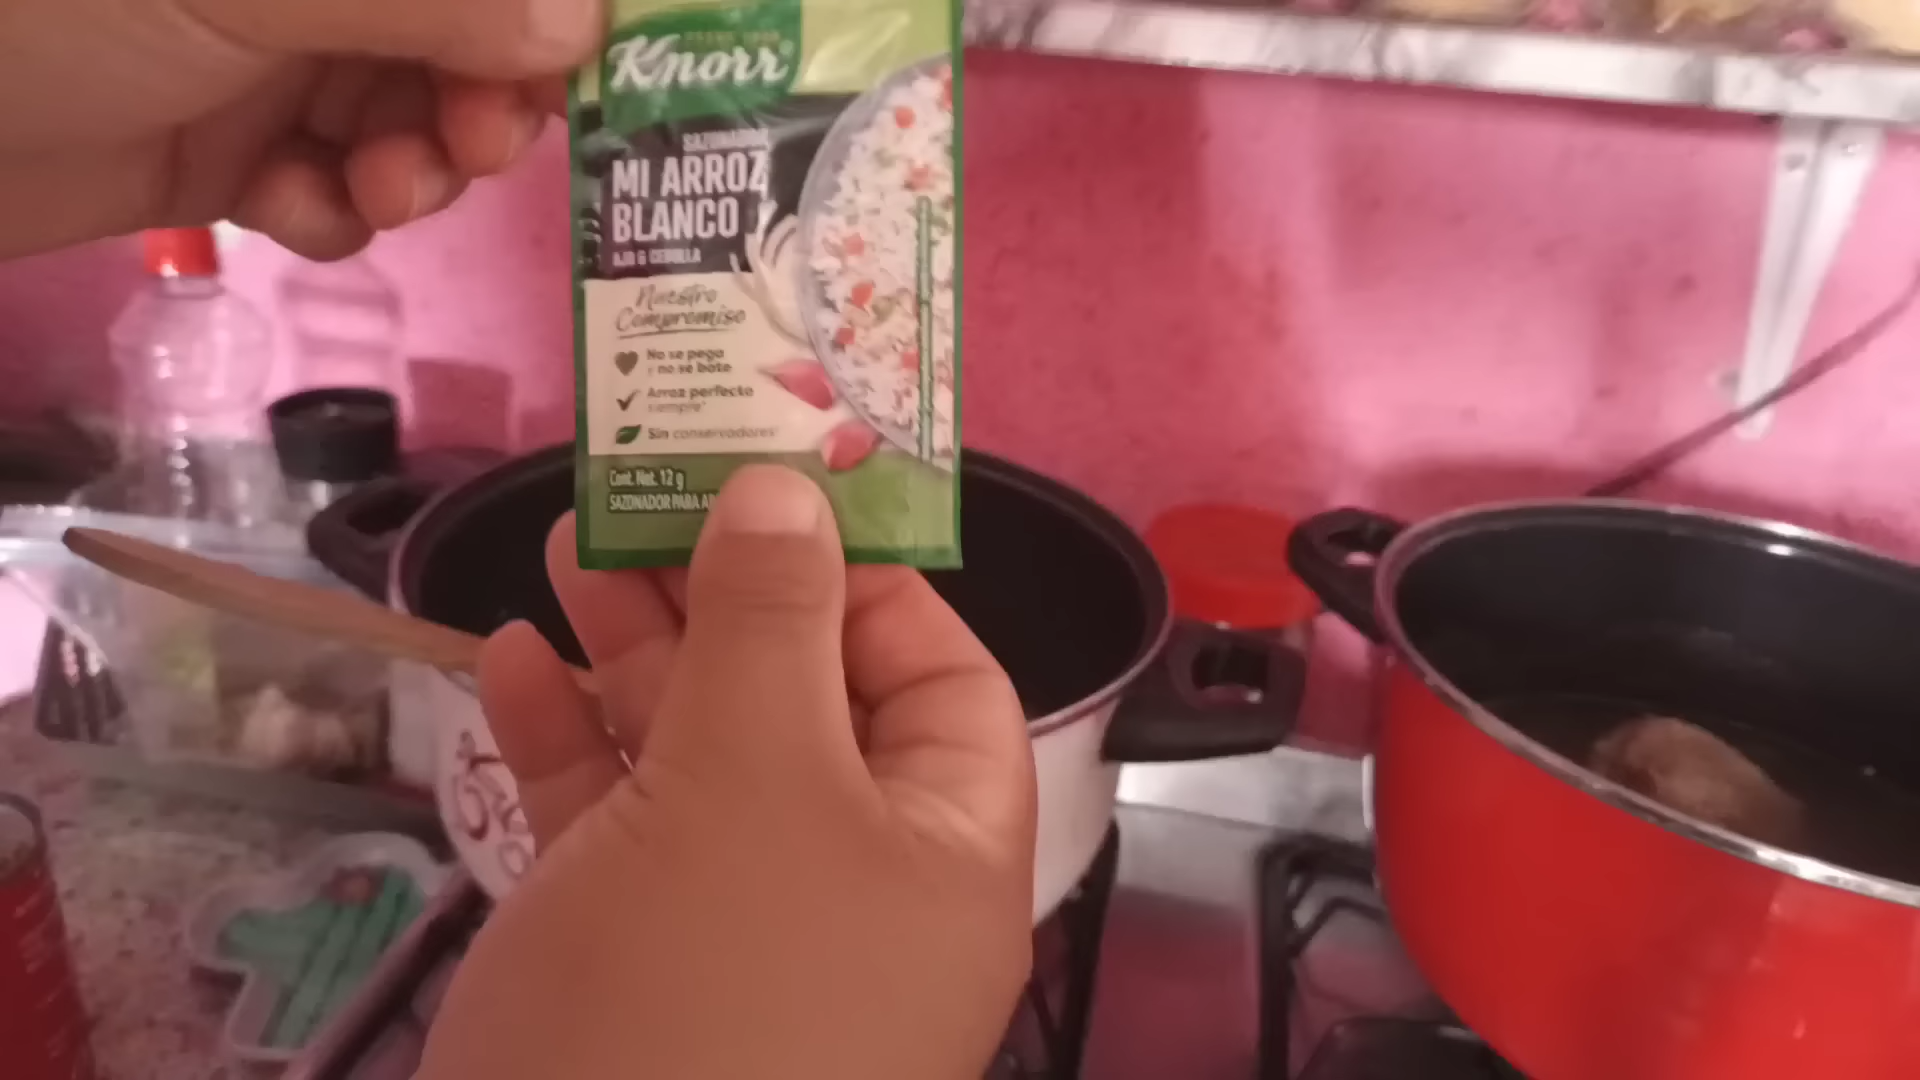 Knorr
SAZONADOR
MI ARROZ
BLANCO
AJO & CEBOLLA
Nuestro
Compromiso
No se pega
y no se bate
Arroz perfecto
siempre*
Sin conservadores
Cont. Net. 12 g
SAZONADOR PARA